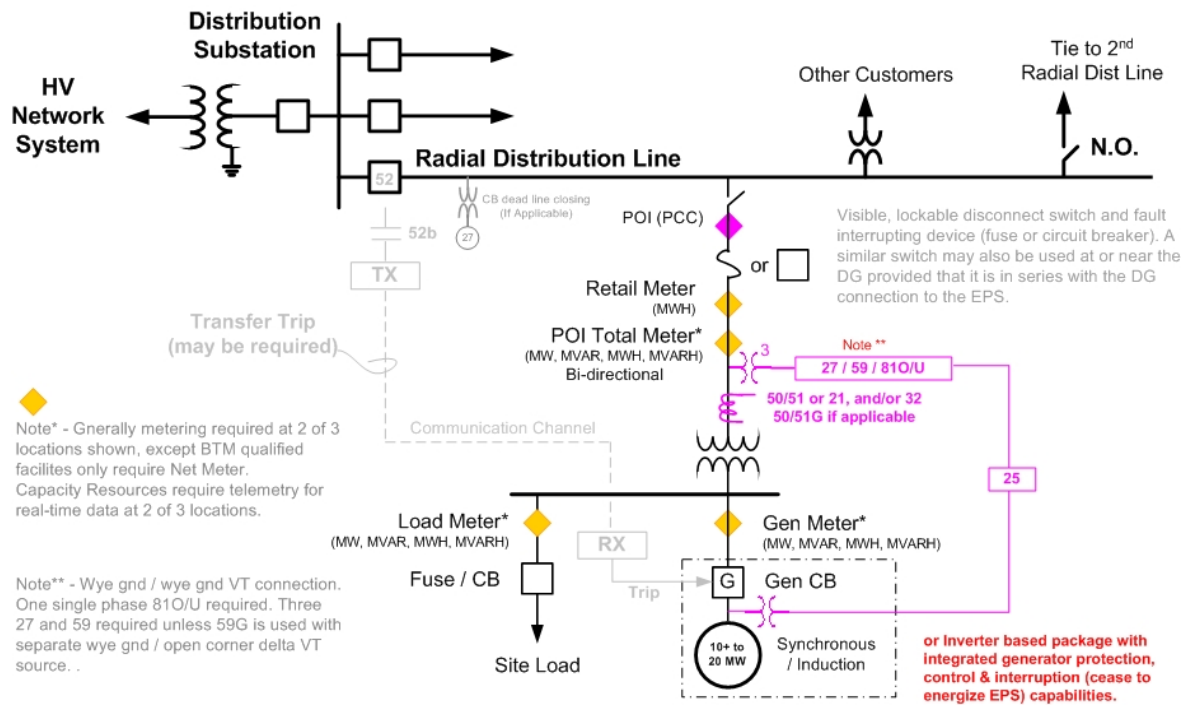 Distribution
Substation
HV
Network
System
Other Customers
Tie to 2nd
Radial Dist Line
N.O.
Radial Distribution Line
52
CB dead line closing
(If Applicable)
27
52b
TX
POI (PCC)
Visible, lockable disconnect switch and fault
interrupting device (fuse or circuit breaker). A
similar switch may also be used at or near the
DG provided that it is in series with the DG
connection to the EPS.
or
Retail Meter
(MWH)
Transfer Trip
(may be required)
POI Total Meter*
(MW, MVAR, MWH, MVARH)
Bi-directional
3
Note **
27 / 59 / 81O/U
50/51 or 21, and/or 32
50/51G if applicable
Note* - Gnerally metering required at 2 of 3
locations shown, except BTM qualified
facilites only require Net Meter.
Capacity Resources require telemetry for
real-time data at 2 of 3 locations.
Communication Channel
25
Load Meter*
(MW, MVAR, MWH, MVARH)
Gen Meter*
(MW, MVAR, MWH, MVARH)
RX
Fuse / CB
Trip
G
Gen CB
Note** - Wye gnd / wye gnd VT connection.
One single phase 81O/U required. Three
27 and 59 required unless 59G is used with
separate wye gnd / open corner delta VT
source. .
10+ to
20 MW
Synchronous
/ Induction
Site Load
or Inverter based package with
integrated generator protection,
control & interruption (cease to
energize EPS) capabilities.